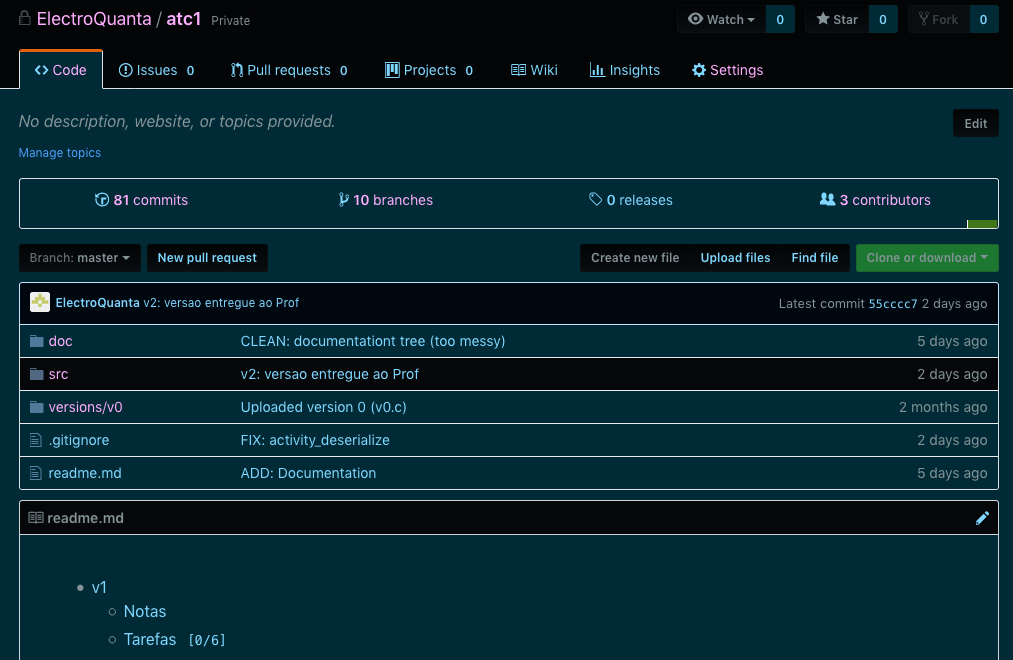 ElectroQuanta / atc1 Private Watch 0 Star 0 Fork 0
Code Issues 0 Pull requests 0 Projects 0 Wiki Insights Settings
No description, website, or topics provided. Edit
Manage topics
81 commits 10 branches 0 releases 3 contributors
Branch: master New pull request Create new file Upload files Find file Clone or download
ElectroQuanta v2: versao entregue ao Prof Latest commit 55cccc7 2 days ago
doc CLEAN: documentationt tree (too messy) 5 days ago
src v2: versao entregue ao Prof 2 days ago
versions/v0 Uploaded version 0 (v0.c) 2 months ago
.gitignore FIX: activity_deserialize 2 days ago
readme.md ADD: Documentation 5 days ago
readme.md
v1
Notas
Tarefas [0/6]